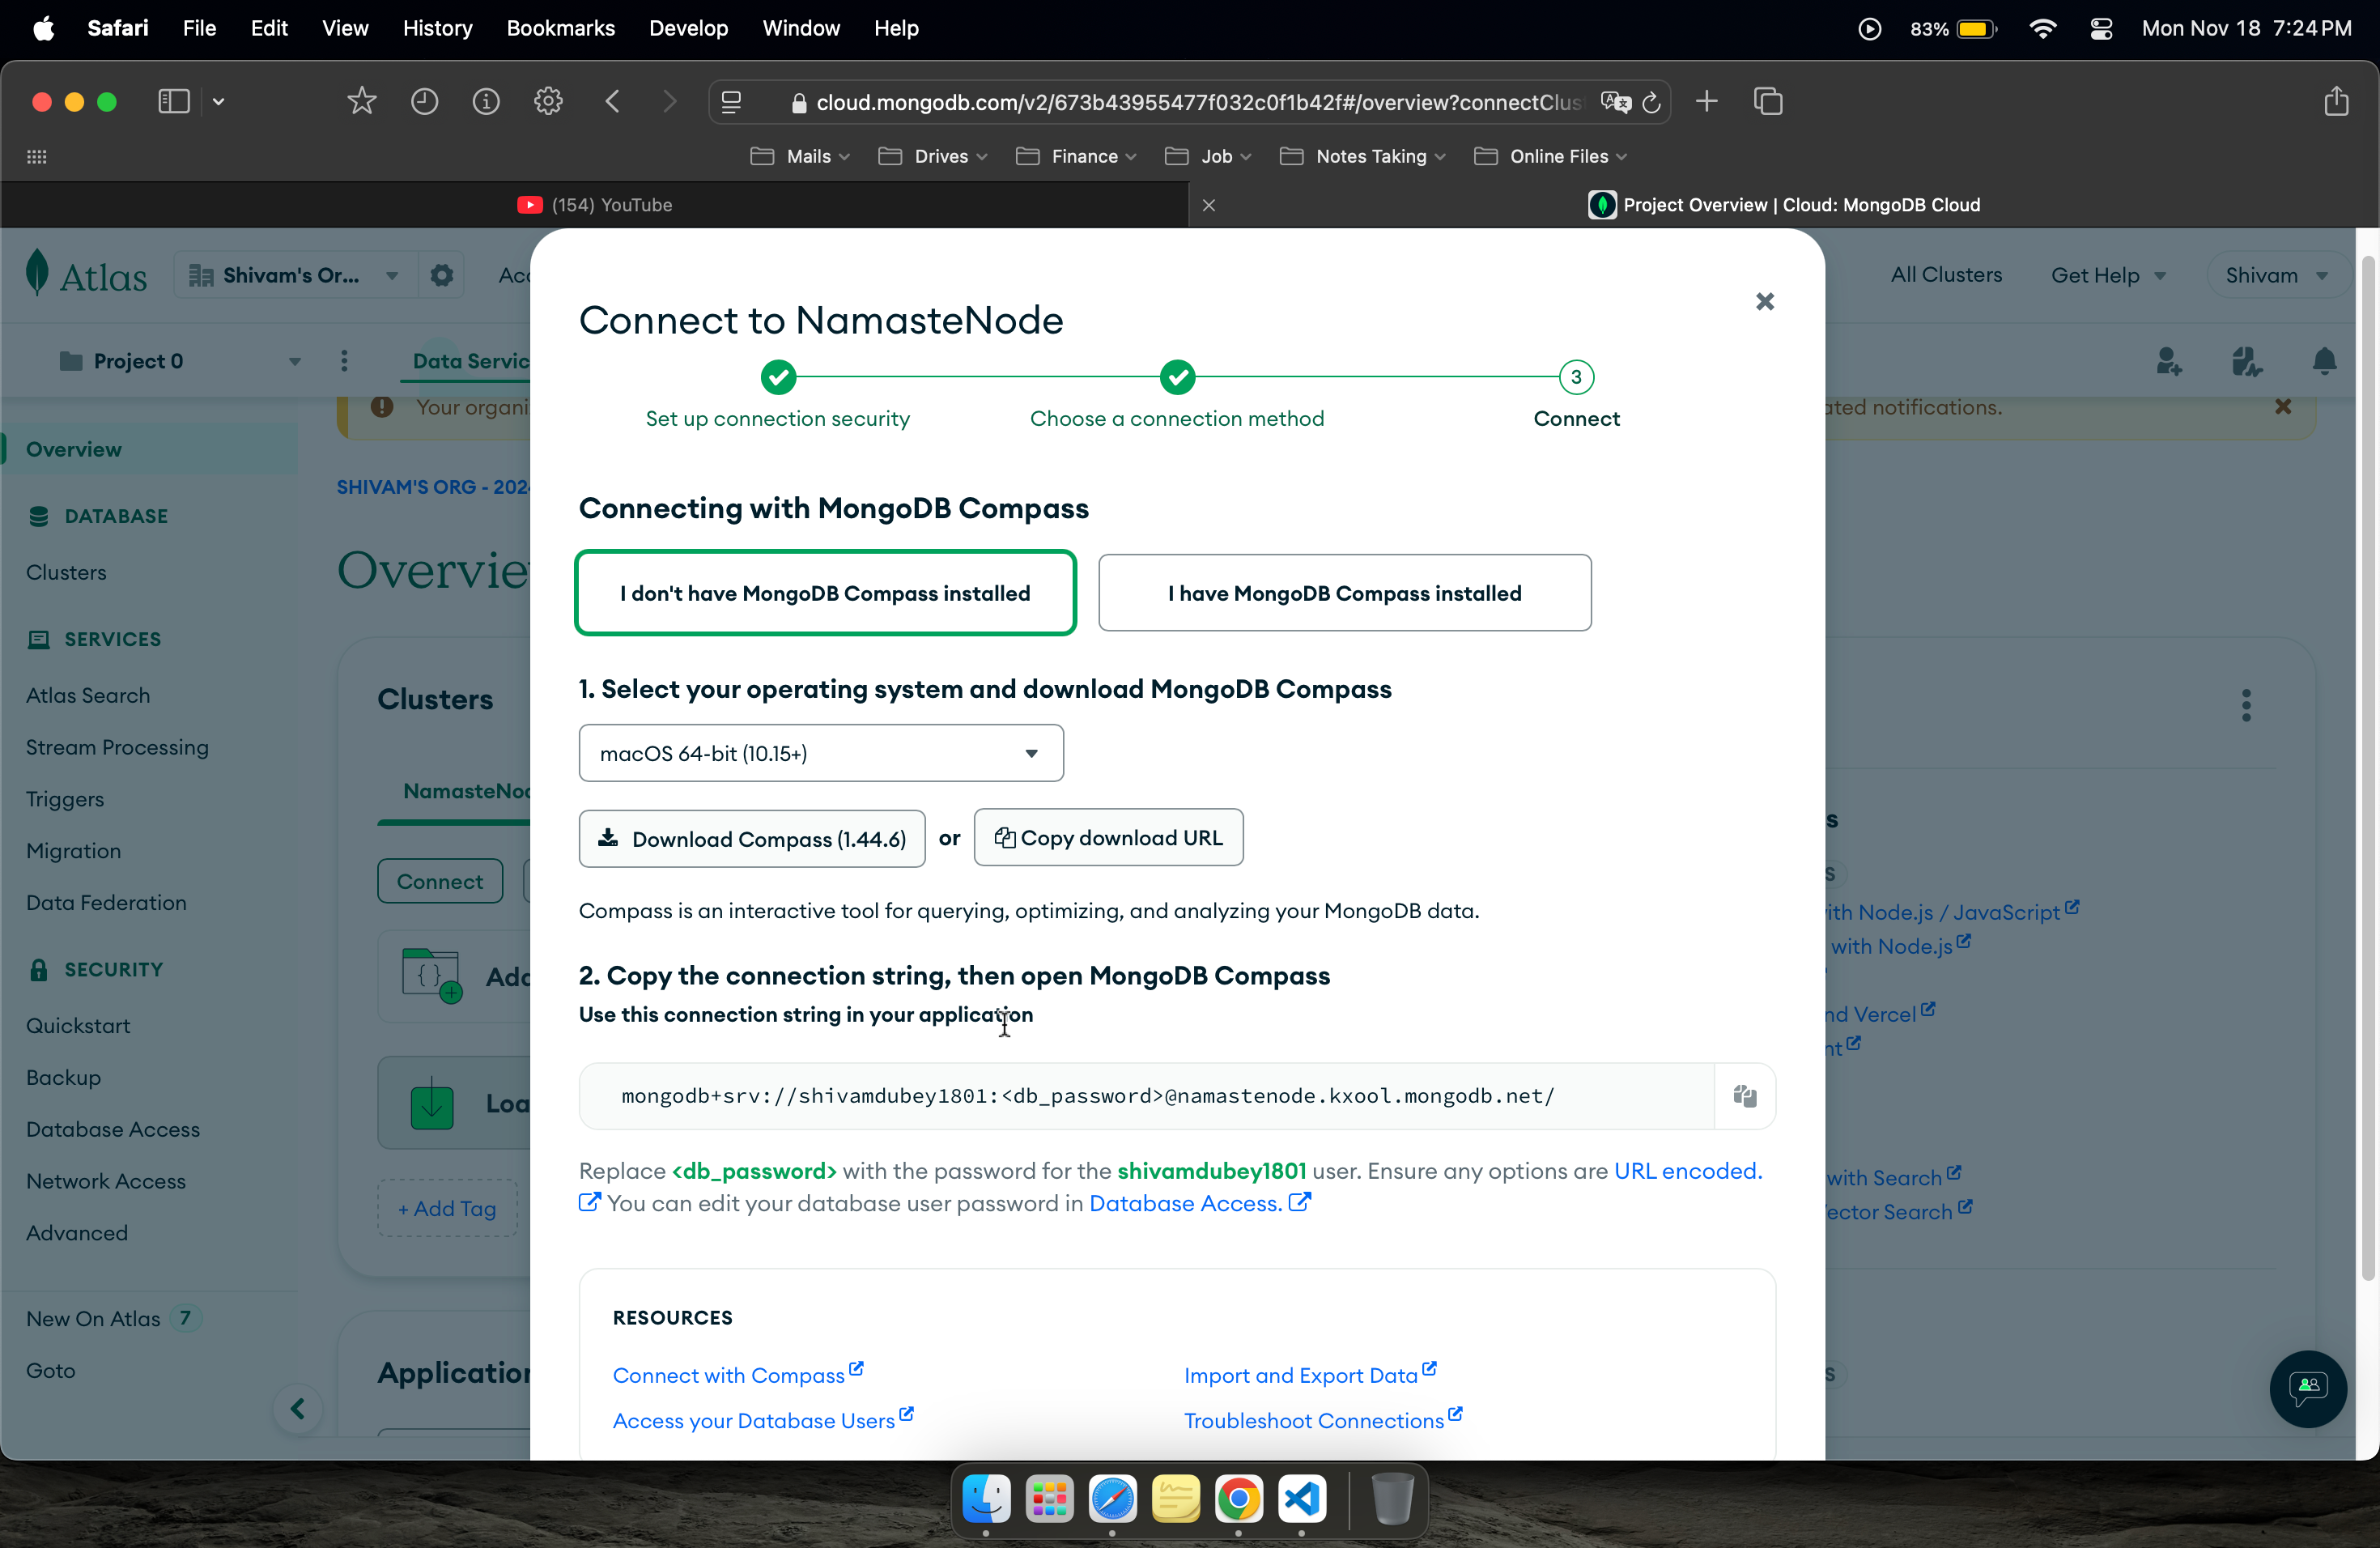 Safari File Edit View History Bookmarks Develop Window Help 83% Mon Nov 18 7:24 PM
cloud.mongodb.com/v2/673b43955477f032c0f1b42f#/overview?connectClus
Mails Drives Finance Job Notes Taking Online Files
(154) YouTube
Project Overview | Cloud: MongoDB Cloud
Atlas
Shivam's Or...
Acc
All Clusters
Get Help
Shivam
Project 0
Data Servic
Your organi
ated notifications.
Overview
SHIVAM'S ORG - 202
DATABASE
Overvie
Clusters
SERVICES
Atlas Search
Stream Processing
Triggers
Migration
Data Federation
SECURITY
Quickstart
Backup
Database Access
Network Access
Advanced
New On Atlas 7
Goto
Clusters
NamasteNod
Connect
Add
Loa
+ Add Tag
Application
Connect to NamasteNode
3
Set up connection security
Choose a connection method
Connect
Connecting with MongoDB Compass
I don't have MongoDB Compass installed
I have MongoDB Compass installed
1. Select your operating system and download MongoDB Compass
macOS 64-bit (10.15+)
Download Compass (1.44.6) or Copy download URL
Compass is an interactive tool for querying, optimizing, and analyzing your MongoDB data.
2. Copy the connection string, then open MongoDB Compass
Use this connection string in your application
mongodb+srv://shivamdubey1801:<db_password>@namastenode.kxool.mongodb.net/
Replace <db_password> with the password for the shivamdubey1801 user. Ensure any options are URL encoded.
You can edit your database user password in Database Access.
RESOURCES
Connect with Compass
Import and Export Data
Access your Database Users
Troubleshoot Connections
s
S
ith Node.js / JavaScript
with Node.js
nd Vercel
nt
with Search
ector Search
S